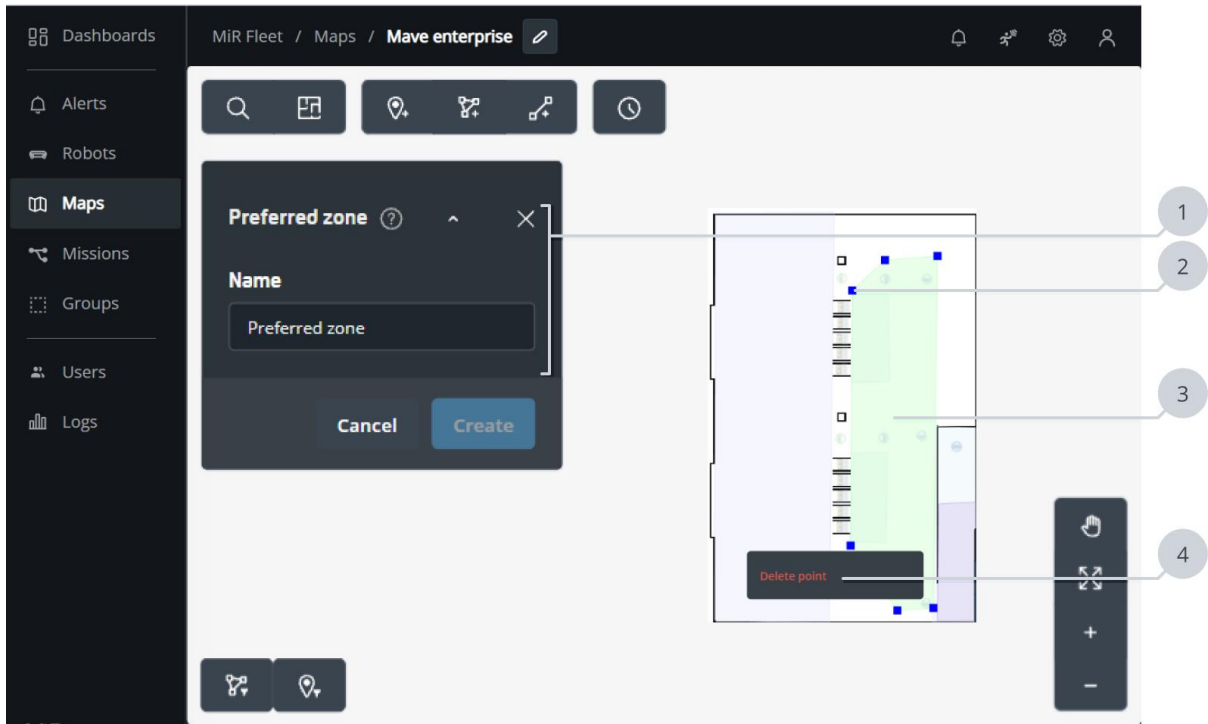 Dashboards
MiR Fleet / Maps / Mave enterprise
Alerts
Robots
Maps
Missions
Groups
Users
Logs
Preferred zone ?
Name
Preferred zone
Cancel Create
Delete point
1
2
3
4